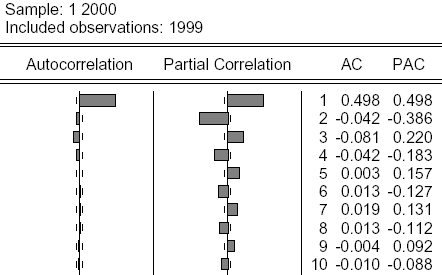 Sample: 1 2000
Included observations: 1999
Autocorrelation Partial Correlation AC PAC
1 0.498 0.498
2 -0.042 -0.386
3 -0.081 0.220
4 -0.042 -0.183
5 0.003 0.157
6 0.013 -0.127
7 0.019 0.131
8 0.013 -0.112
9 -0.004 0.092
10 -0.010 -0.088